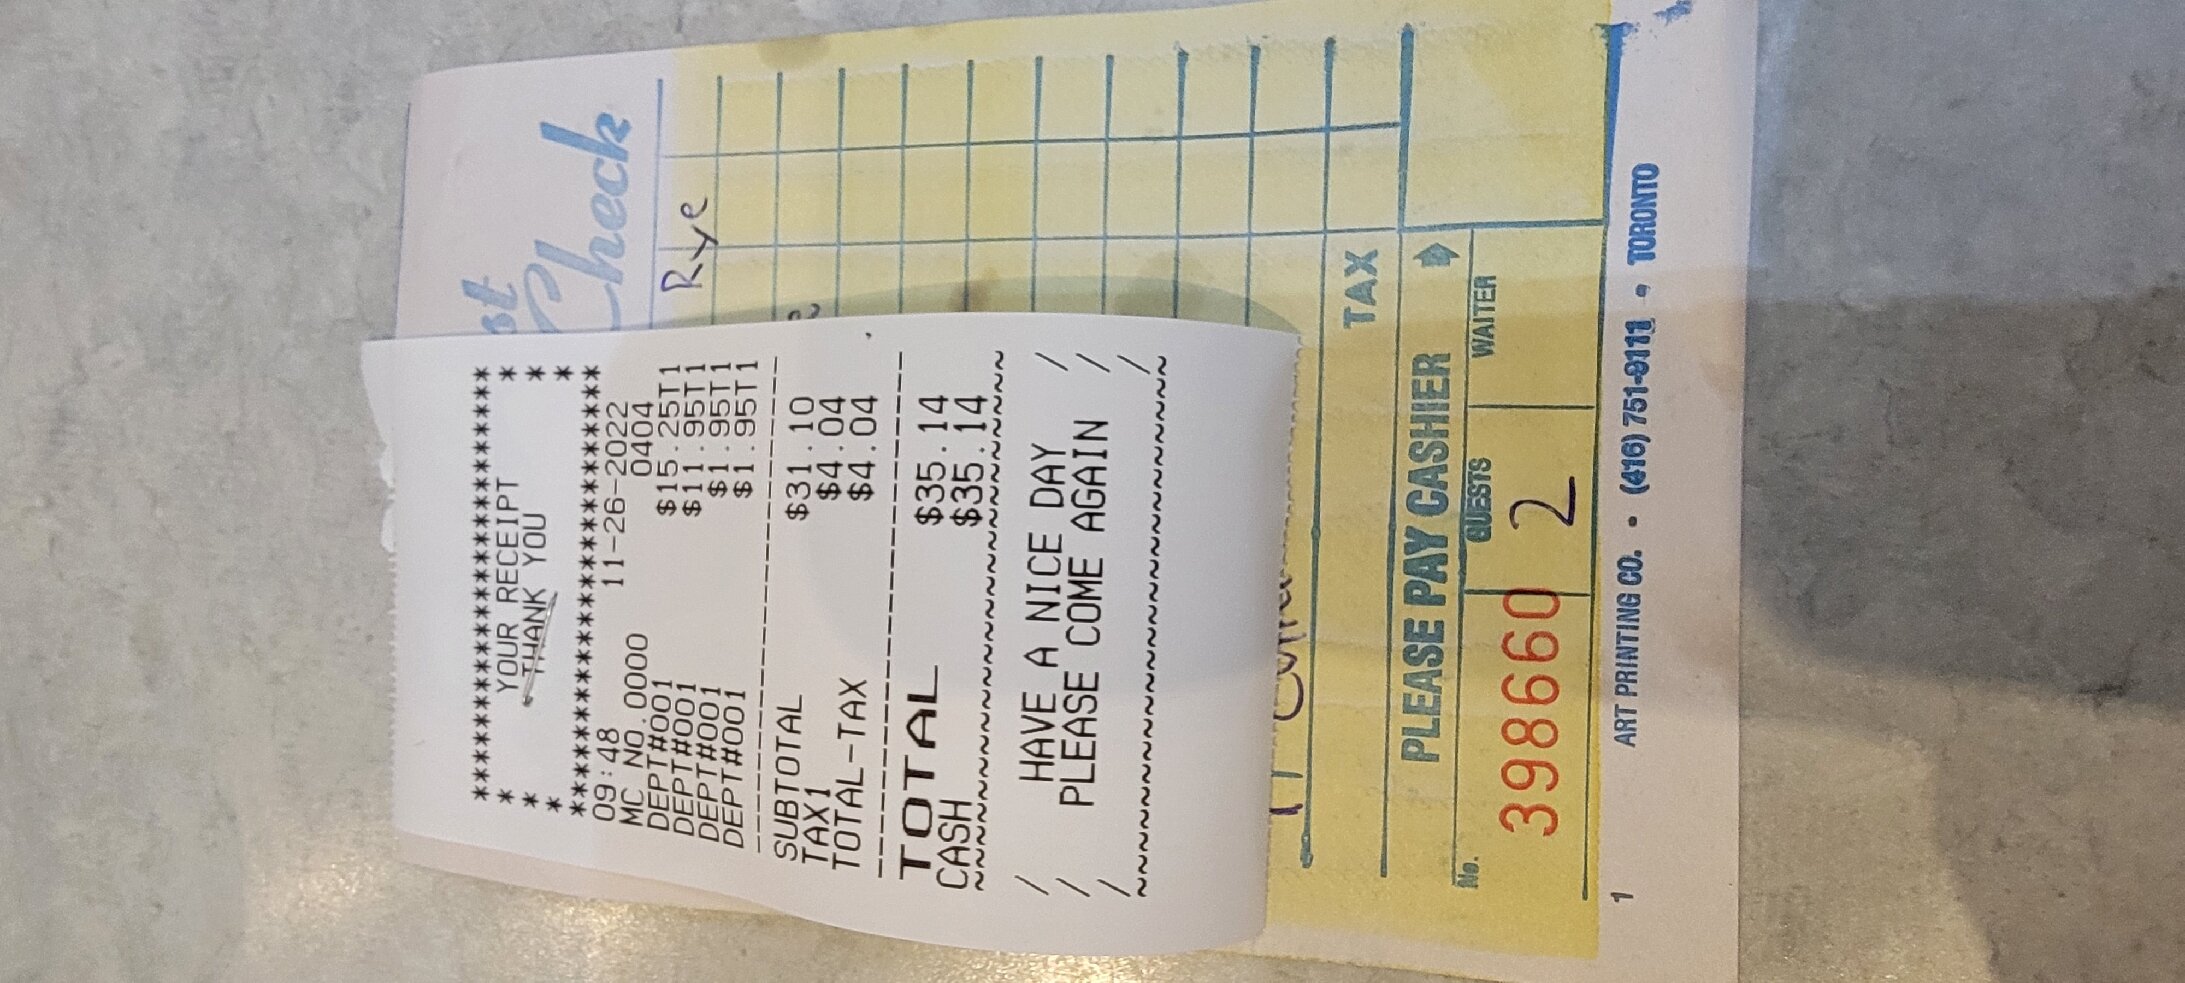 ****************************
* YOUR RECEIPT *
* THANK YOU *
* *
****************************
09:48 11-26-2022
MC NO.0000 0404
DEPT#001 $15.25T1
DEPT#001 $11.95T1
DEPT#001 $1.95T1
DEPT#001 $1.95T1
----------------------------
SUBTOTAL $31.10
TAX1 $4.04
TOTAL-TAX $4.04
----------------------------
TOTAL $35.14
CASH $35.14
~~~~~~~~~~~~~~~~~~~~~~~~~~~~
/ HAVE A NICE DAY /
/ PLEASE COME AGAIN /
/ /
~~~~~~~~~~~~~~~~~~~~~~~~~~~~
Check
Rye
TAX
PLEASE PAY CASHIER
No. 398660 GUESTS 2 WAITER
1 ART PRINTING CO. • (416) 751-9111 • TORONTO